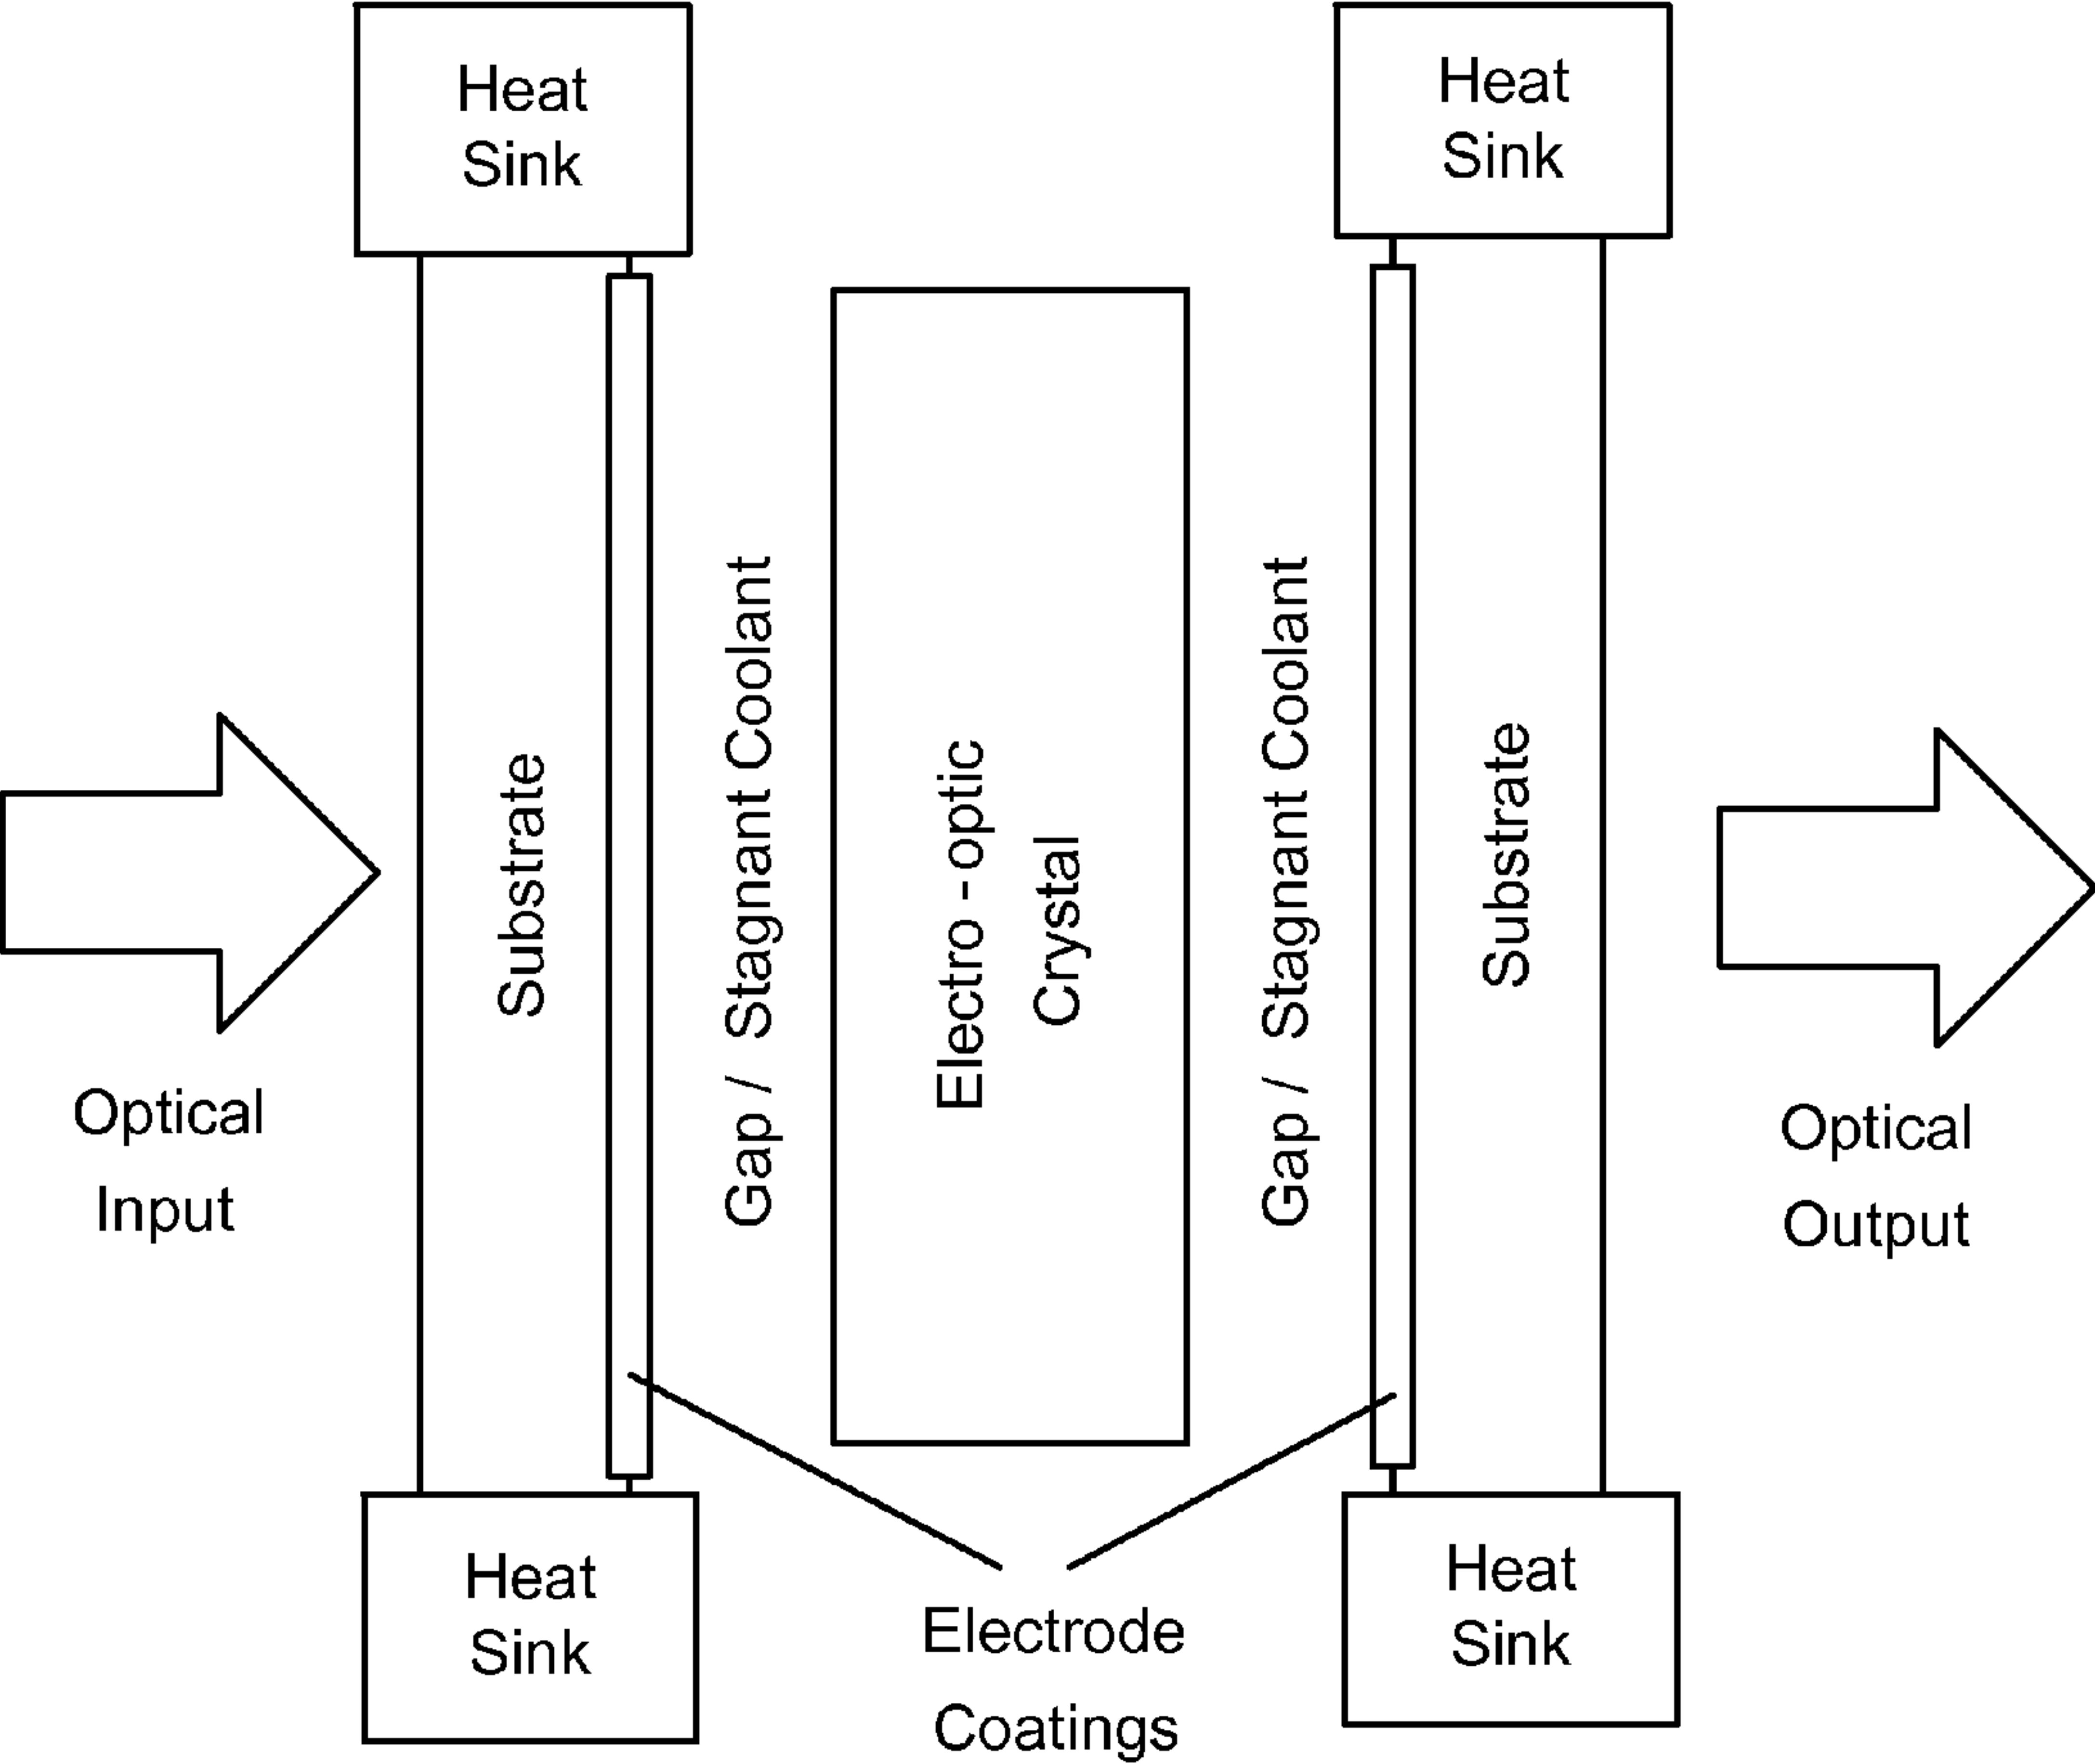 Heat
Sink
Heat
Sink
Optical
Input
Substrate
Gap / Stagnant Coolant
Electro - optic
Crystal
Gap / Stagnant Coolant
Substrate
Optical
Output
Heat
Sink
Electrode
Coatings
Heat
Sink